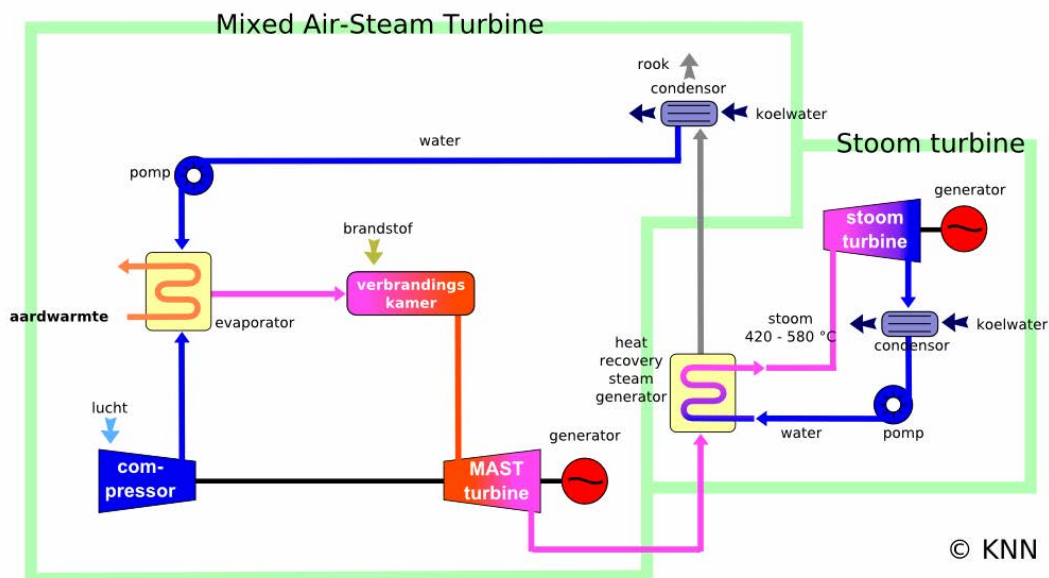 Mixed Air-Steam Turbine
rook
condensor
koelwater
water
pomp
Stoom turbine
generator
stoom
turbine
brandstof
verbrandings
kamer
aardwarmte
evaporator
stoom
420 - 580 °C
koelwater
condensor
heat
recovery
steam
generator
water
pomp
lucht
com-
pressor
MAST
turbine
generator
© KNN